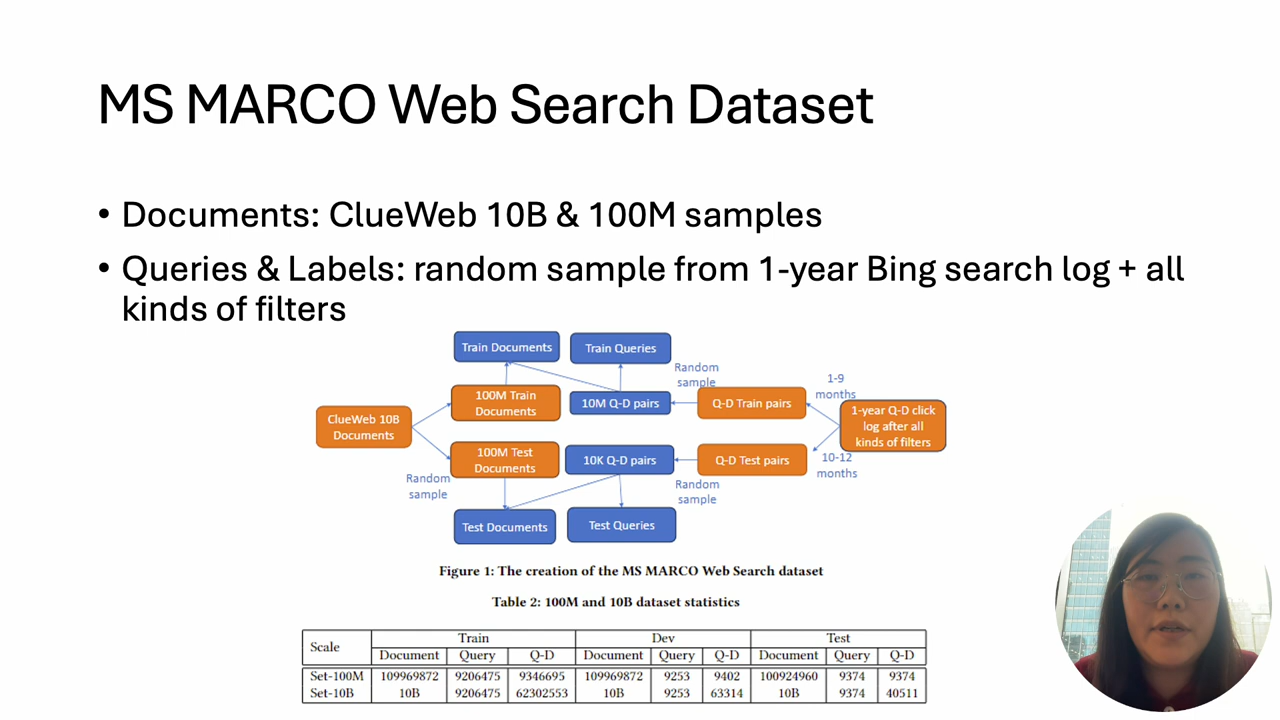 MS MARCO Web Search Dataset
• Documents: ClueWeb 10B & 100M samples
• Queries & Labels: random sample from 1-year Bing search log + all
kinds of filters
Train Documents
Train Queries
Random
sample
1-9
months
100M Train
Documents
10M Q-D pairs
Q-D Train pairs
ClueWeb 10B
Documents
1-year Q-D click
log after all
kinds of filters
100M Test
Documents
10K Q-D pairs
Q-D Test pairs
10-12
months
Random
sample
Random
sample
Test Documents
Test Queries
Figure 1: The creation of the MS MARCO Web Search dataset
Table 2: 100M and 10B dataset statistics
Scale Train Dev Test
Document Query Q-D Document Query Q-D Document Query Q-D
Set-100M 109969872 9206475 9346695 109969872 9253 9402 100924960 9374 9374
Set-10B 10B 9206475 62302553 10B 9253 63314 10B 9374 40511